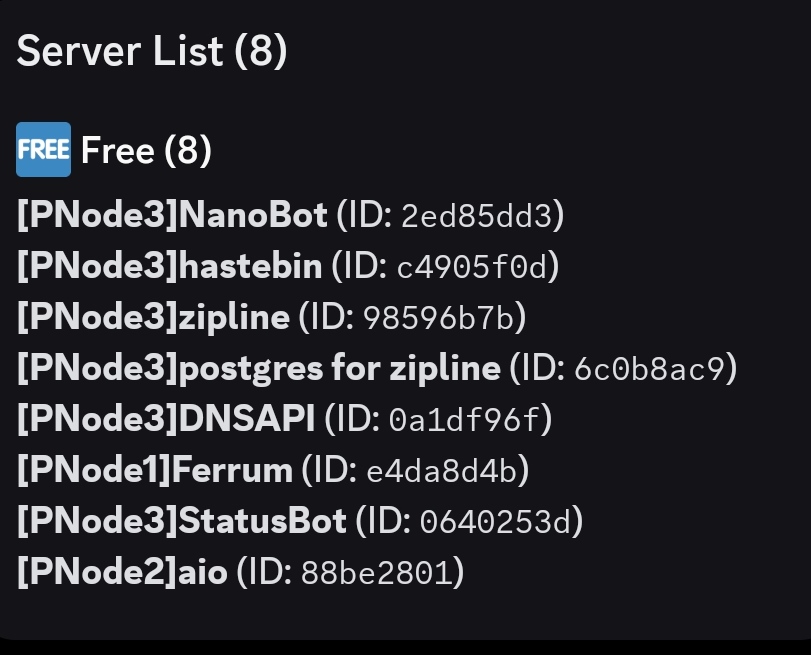 Server List (8)
FREE Free (8)
[PNode3]NanoBot (ID: 2ed85dd3)
[PNode3]hastebin (ID: c4905f0d)
[PNode3]zipline (ID: 98596b7b)
[PNode3]postgres for zipline (ID: 6c0b8ac9)
[PNode3]DNSAPI (ID: 0a1df96f)
[PNode1]Ferrum (ID: e4da8d4b)
[PNode3]StatusBot (ID: 0640253d)
[PNode2]aio (ID: 88be2801)